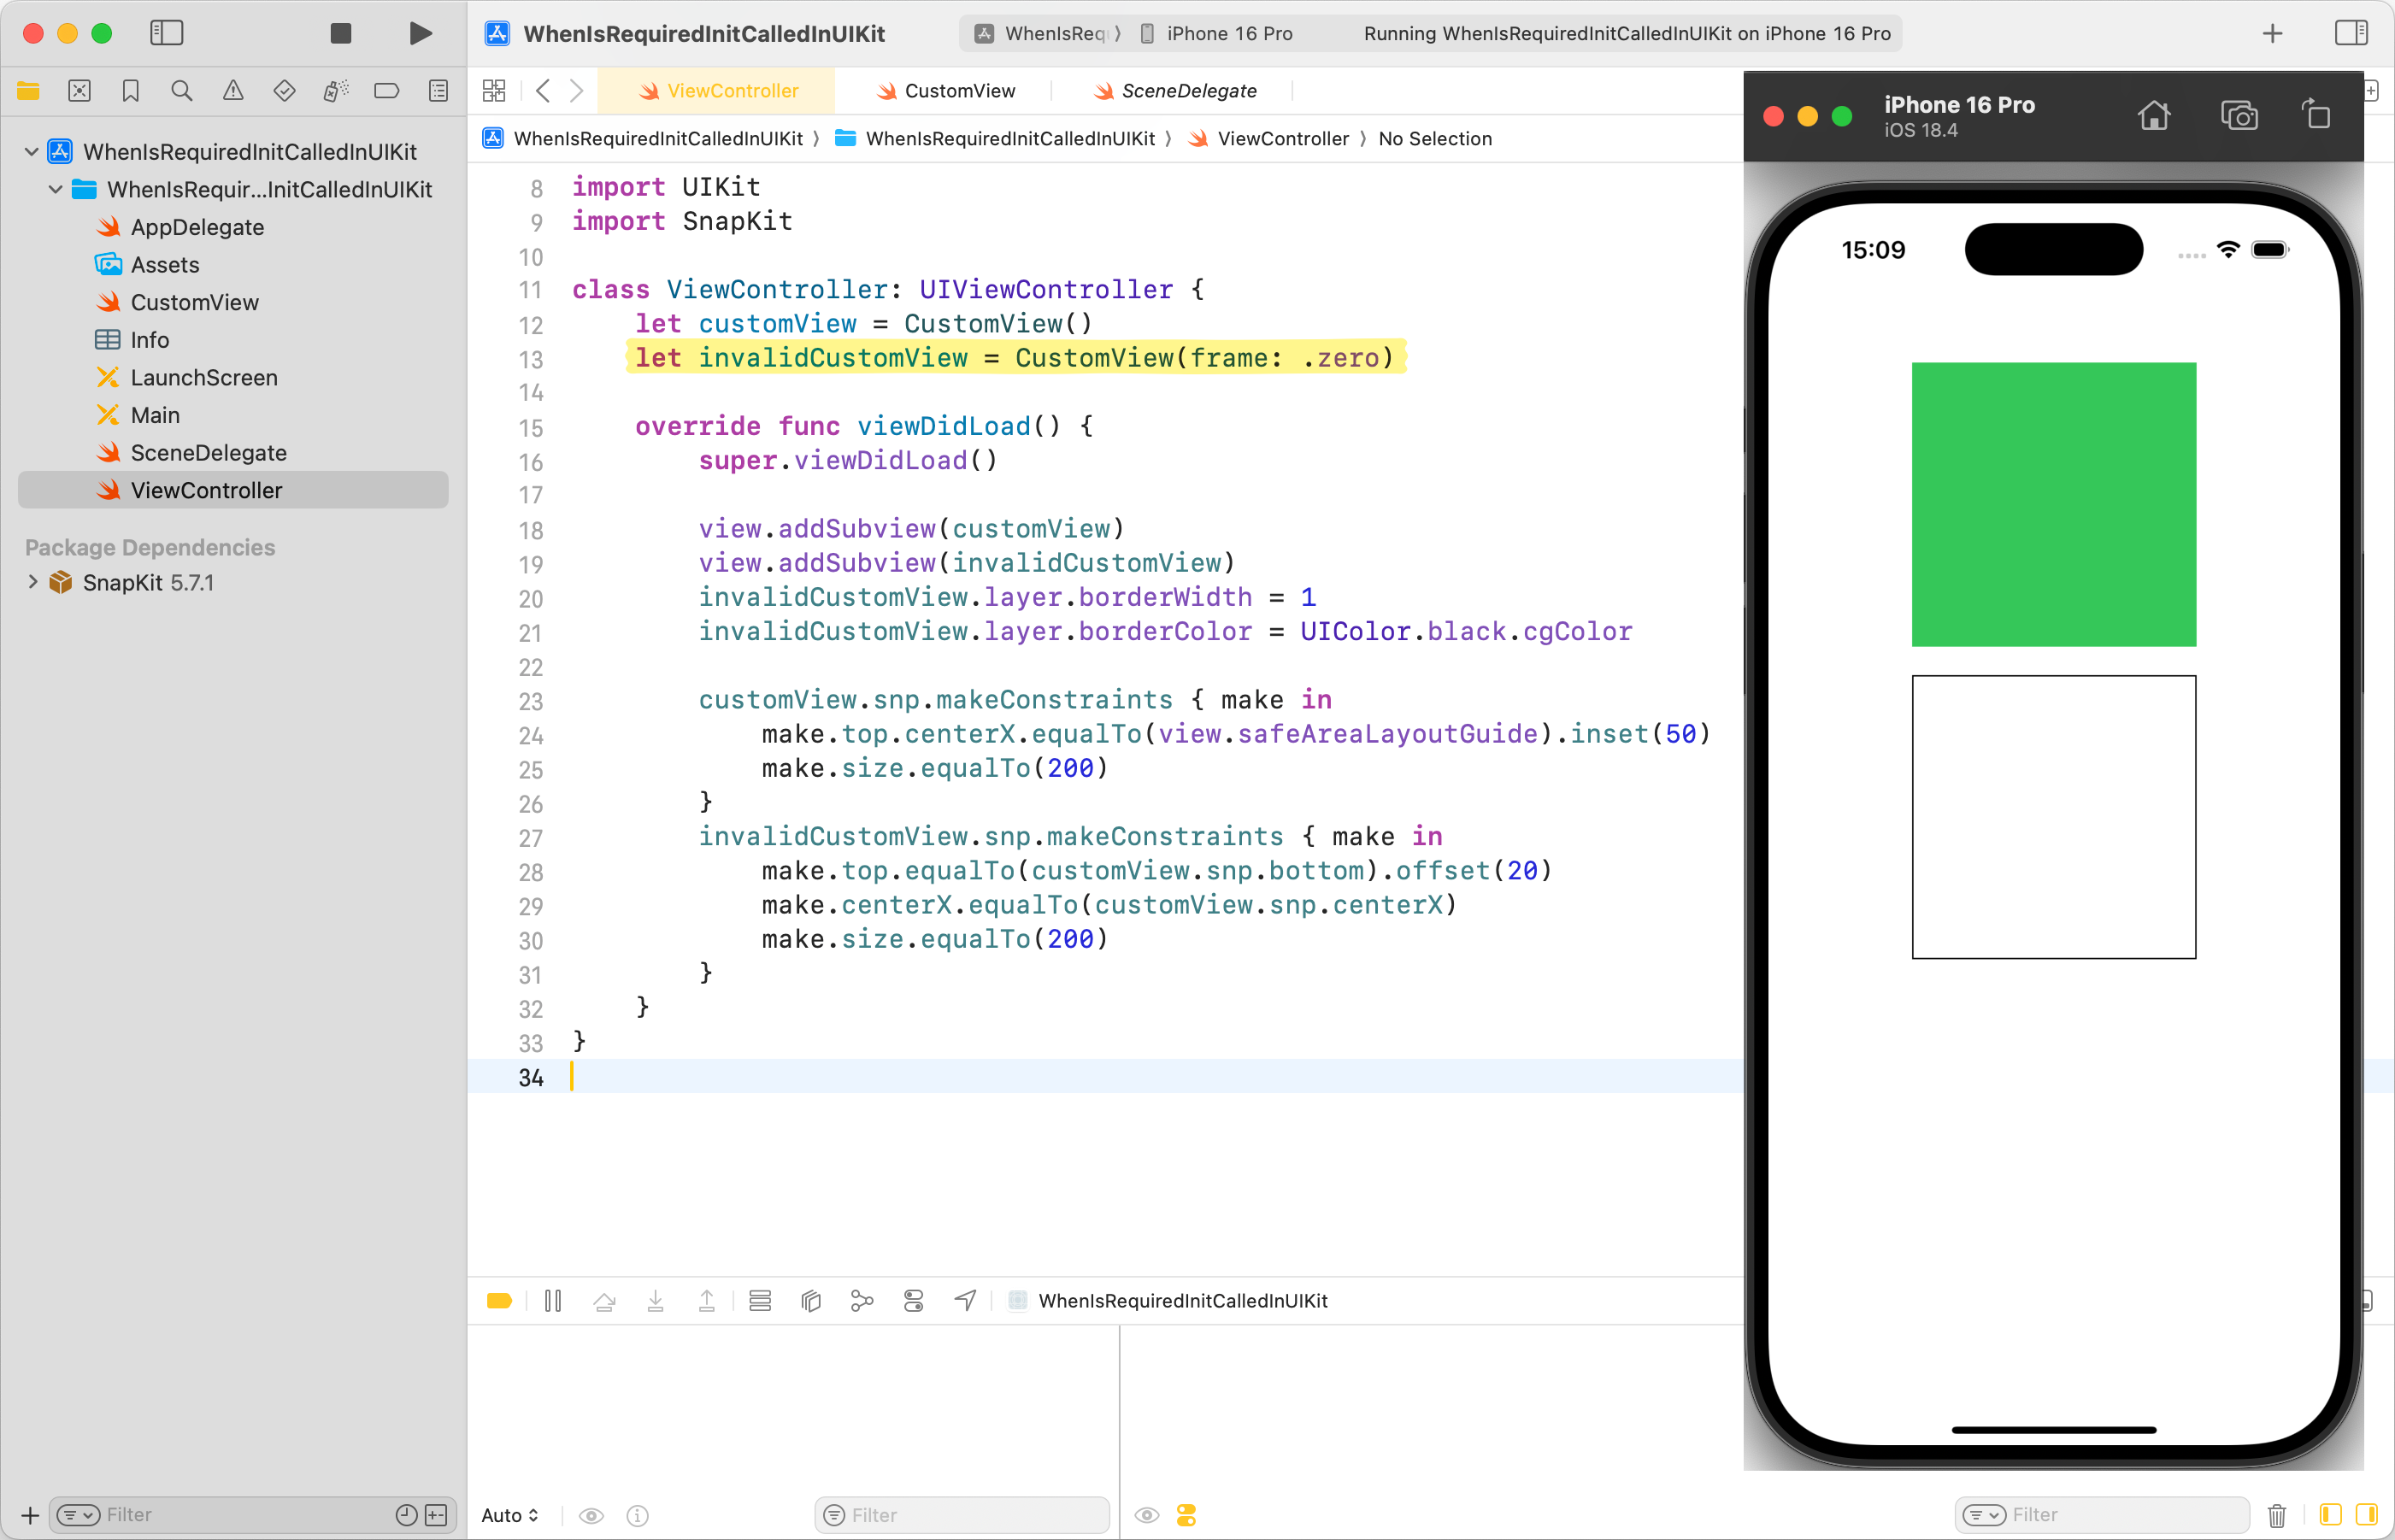 WhenIsRequiredInitCalledInUIKit
WhenIsReq
iPhone 16 Pro
Running WhenIsRequiredInitCalledInUIKit on iPhone 16 Pro
ViewController
CustomView
SceneDelegate
WhenIsRequiredInitCalledInUIKit
WhenIsRequiredInitCalledInUIKit
ViewController
No Selection
WhenIsRequiredInitCalledInUIKit
WhenIsRequir...InitCalledInUIKit
AppDelegate
Assets
CustomView
Info
LaunchScreen
Main
SceneDelegate
ViewController
Package Dependencies
SnapKit 5.7.1
Filter
8 import UIKit
9 import SnapKit
10
11 class ViewController: UIViewController {
12 let customView = CustomView()
13 let invalidCustomView = CustomView(frame: .zero)
14
15 override func viewDidLoad() {
16 super.viewDidLoad()
17
18 view.addSubview(customView)
19 view.addSubview(invalidCustomView)
20 invalidCustomView.layer.borderWidth = 1
21 invalidCustomView.layer.borderColor = UIColor.black.cgColor
22
23 customView.snp.makeConstraints { make in
24 make.top.centerX.equalTo(view.safeAreaLayoutGuide).inset(50)
25 make.size.equalTo(200)
26 }
27 invalidCustomView.snp.makeConstraints { make in
28 make.top.equalTo(customView.snp.bottom).offset(20)
29 make.centerX.equalTo(customView.snp.centerX)
30 make.size.equalTo(200)
31 }
32 }
33 }
34
WhenIsRequiredInitCalledInUIKit
Auto
Filter
Filter
iPhone 16 Pro
iOS 18.4
15:09